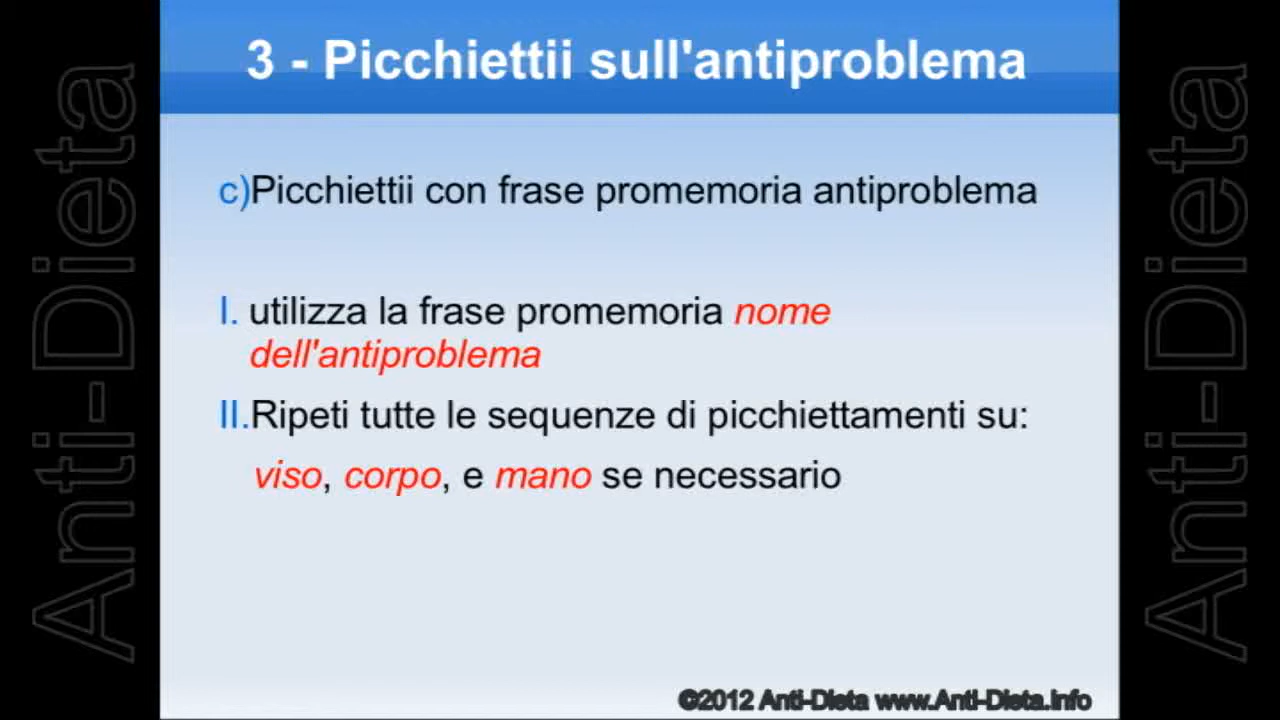 3 - Picchiettii sull'antiproblema
c)Picchiettii con frase promemoria antiproblema
I. utilizza la frase promemoria nome
dell'antiproblema
II.Ripeti tutte le sequenze di picchiettamenti su:
viso, corpo, e mano se necessario
©2012 Anti-Dieta www.Anti-Dieta.info
Anti-Dieta
Anti-Dieta